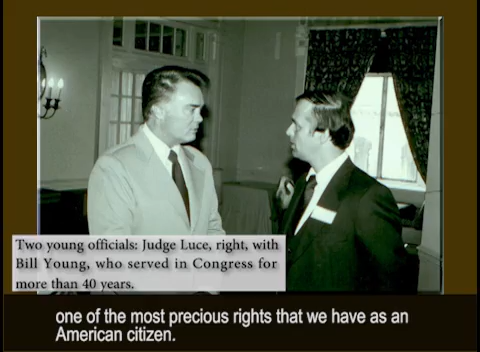 Two young officials: Judge Luce, right, with
Bill Young, who served in Congress for
more than 40 years.
one of the most precious rights that we have as an
American citizen.